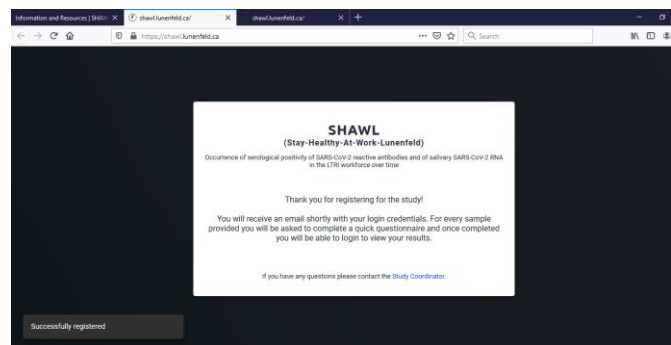 Information and Resources | SHAW
shawl.lunenfeld.ca/
shawl.lunenfeld.ca/
https://shawl.lunenfeld.ca
Search
SHAWL
(Stay-Healthy-At-Work-Lunenfeld)
Occurrence of serological positivity of SARS-CoV-2 reactive antibodies and of salivary SARS-CoV-2 RNA
in the LTRI workforce over time
Thank you for registering for the study!
You will receive an email shortly with your login credentials. For every sample
provided you will be asked to complete a quick questionnaire and once completed
you will be able to login to view your results.
If you have any questions please contact the Study Coordinator.
Successfully registered